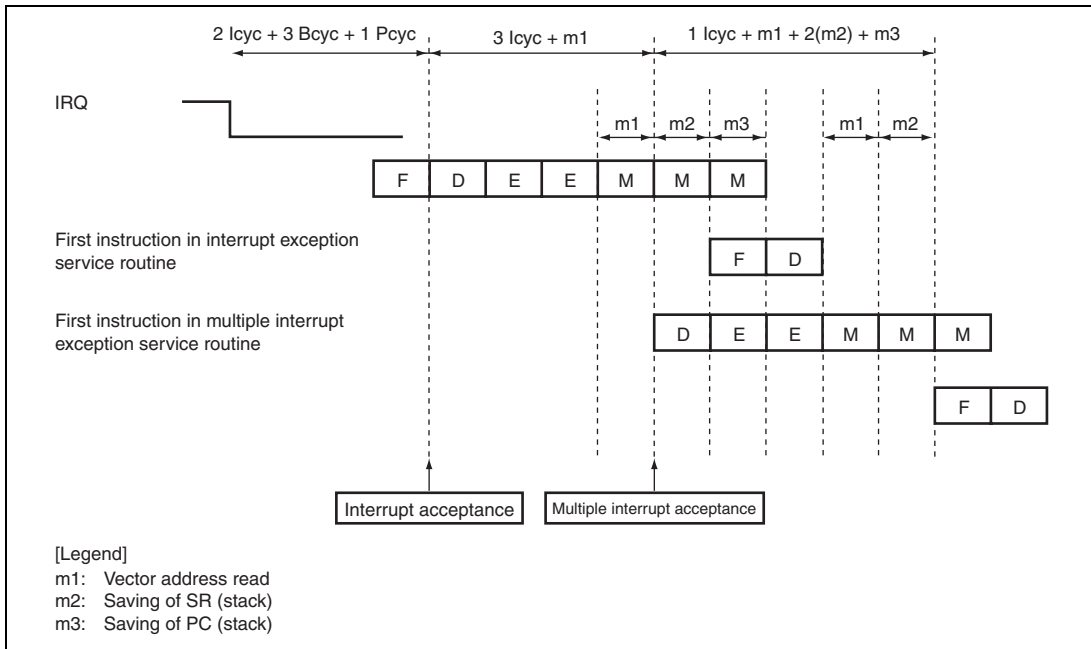 2 Icyc + 3 Bcyc + 1 Pcyc 3 Icyc + m1 1 Icyc + m1 + 2(m2) + m3
IRQ
m1 m2 m3 m1 m2
F D E E M M M
First instruction in interrupt exception
service routine
F D
First instruction in multiple interrupt
exception service routine
D E E M M M
F D
Interrupt acceptance Multiple interrupt acceptance
[Legend]
m1: Vector address read
m2: Saving of SR (stack)
m3: Saving of PC (stack)